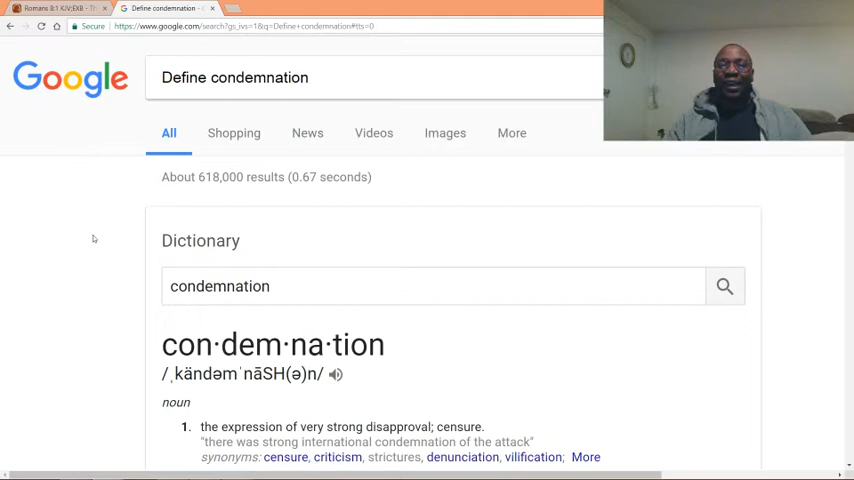 Romans 8:1 KJV;EXB - Th
Define condemnation - G
Secure
https://www.google.com/search?gs_ivs=1&q=Define+condemnation#tts=0
Google
Define condemnation
All Shopping News Videos Images More
About 618,000 results (0.67 seconds)
Dictionary
condemnation
con·dem·na·tion
/ˌkändəmˈnāSH(ə)n/
noun
1. the expression of very strong disapproval; censure.
"there was strong international condemnation of the attack"
synonyms: censure, criticism, strictures, denunciation, vilification; More